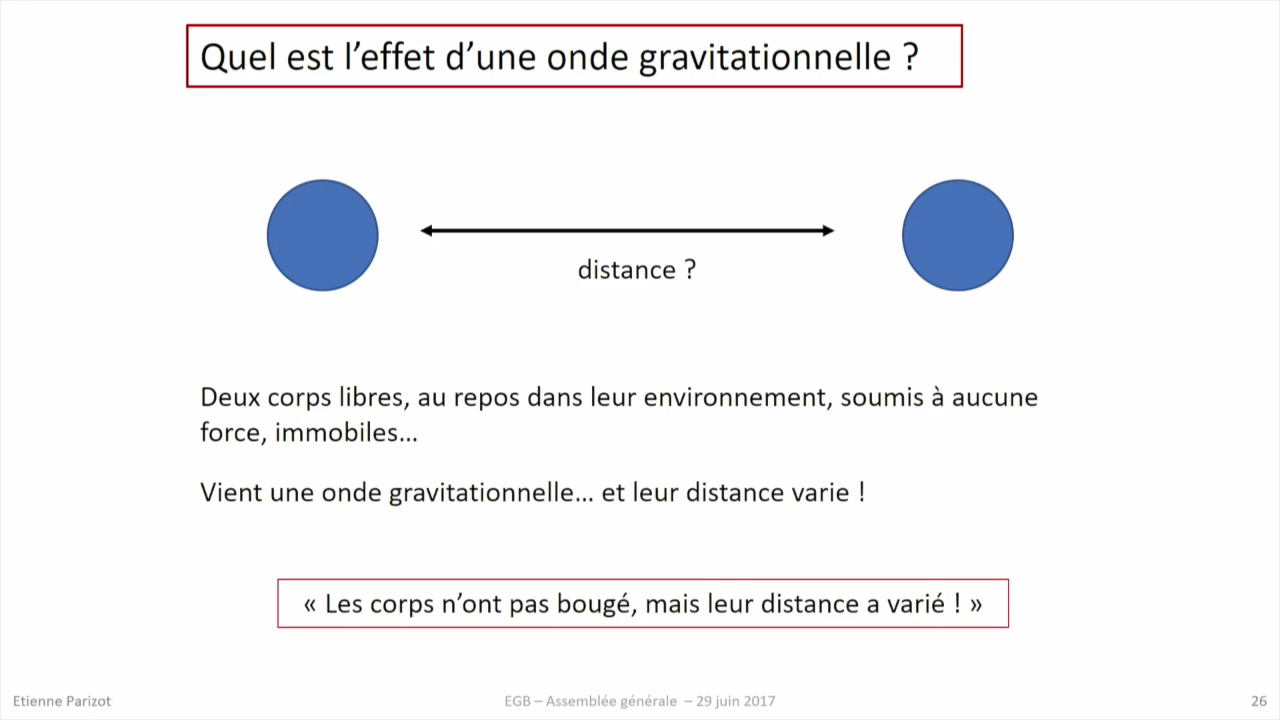 Quel est l’effet d’une onde gravitationnelle ?
distance ?
Deux corps libres, au repos dans leur environnement, soumis à aucune
force, immobiles…
Vient une onde gravitationnelle… et leur distance varie !
« Les corps n’ont pas bougé, mais leur distance a varié ! »
Etienne Parizot
EGB – Assemblée générale – 29 juin 2017
26